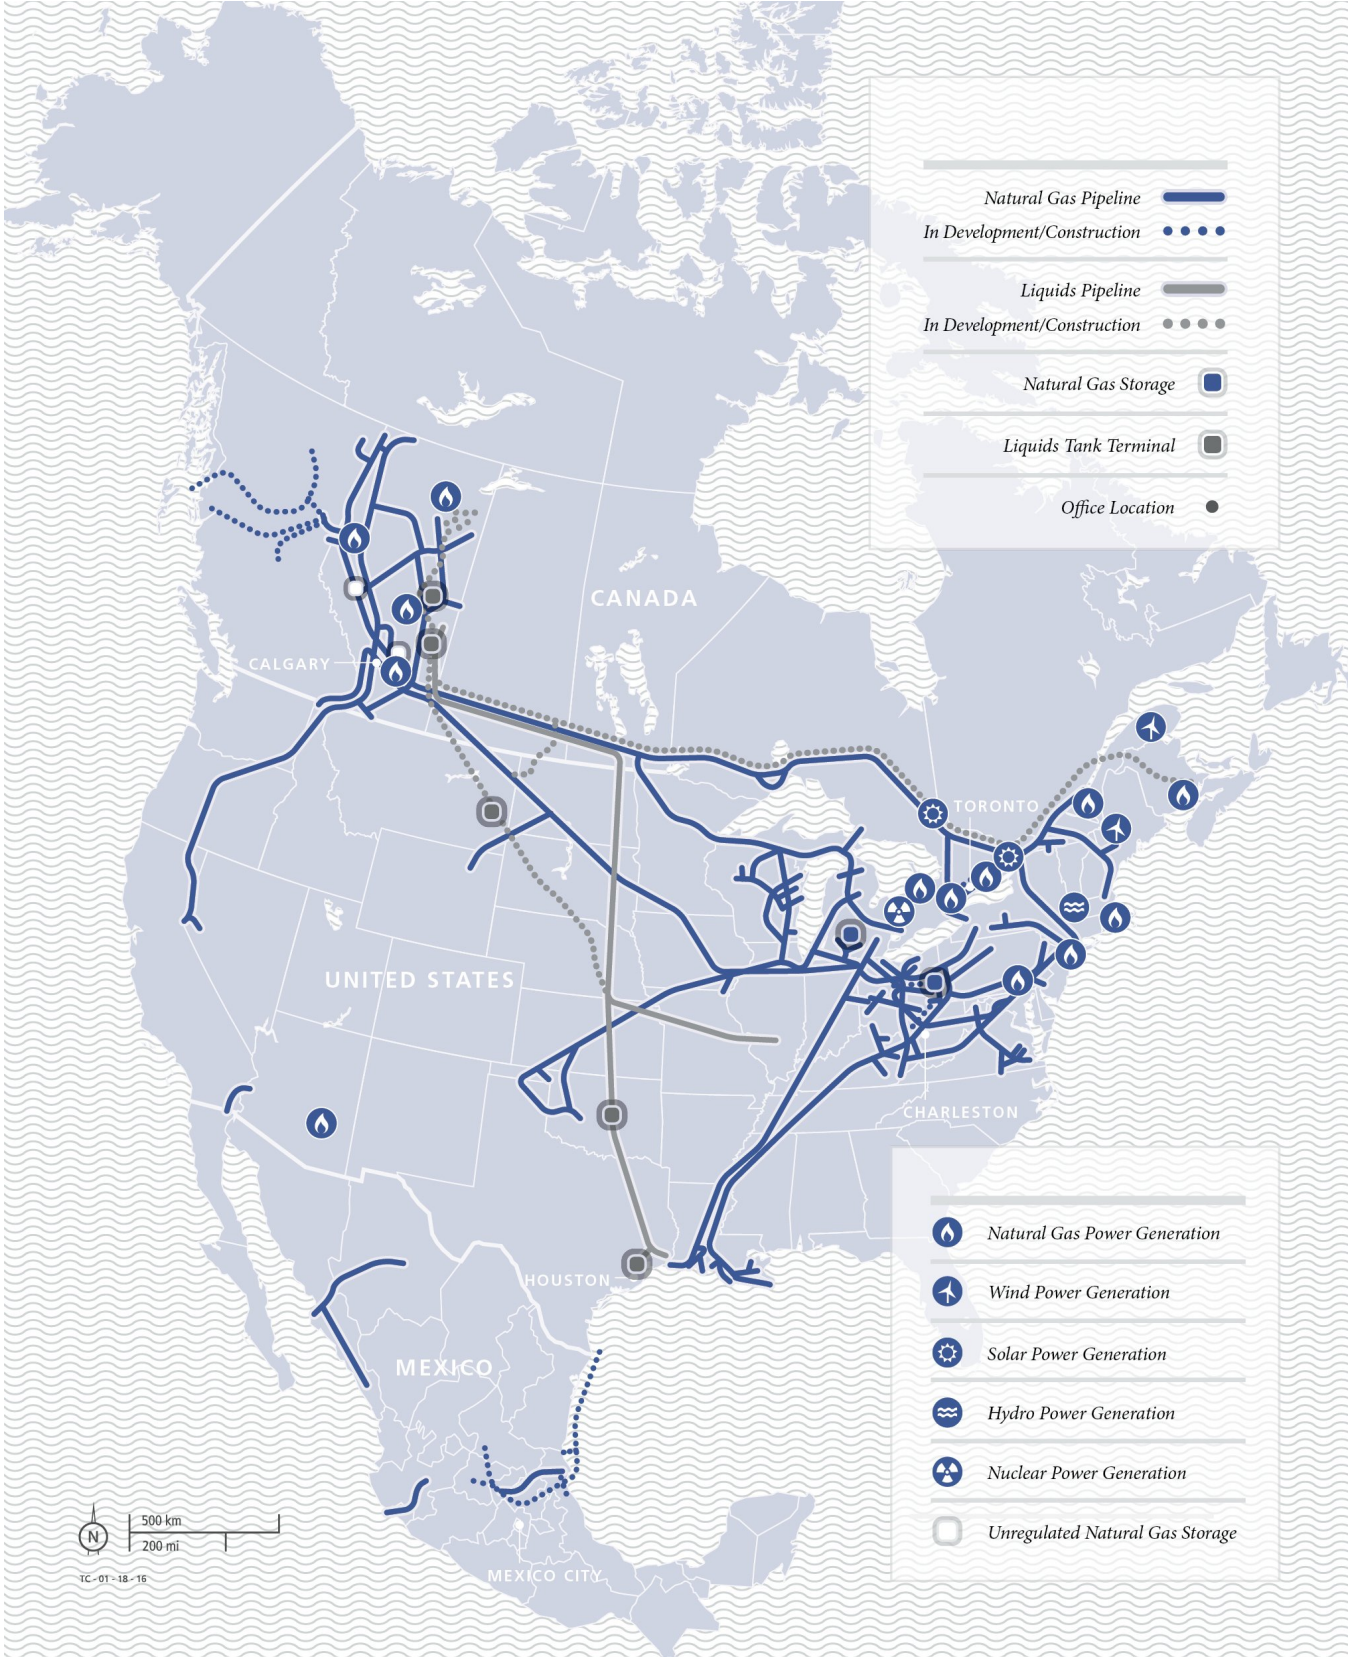 Natural Gas Pipeline
In Development/Construction
Liquids Pipeline
In Development/Construction
Natural Gas Storage
Liquids Tank Terminal
Office Location
CANADA
CALGARY
TORONTO
UNITED STATES
CHARLESTON
HOUSTON
MEXICO
MEXICO CITY
Natural Gas Power Generation
Wind Power Generation
Solar Power Generation
Hydro Power Generation
Nuclear Power Generation
Unregulated Natural Gas Storage
N
500 km
200 mi
TC - 01 - 18 - 16